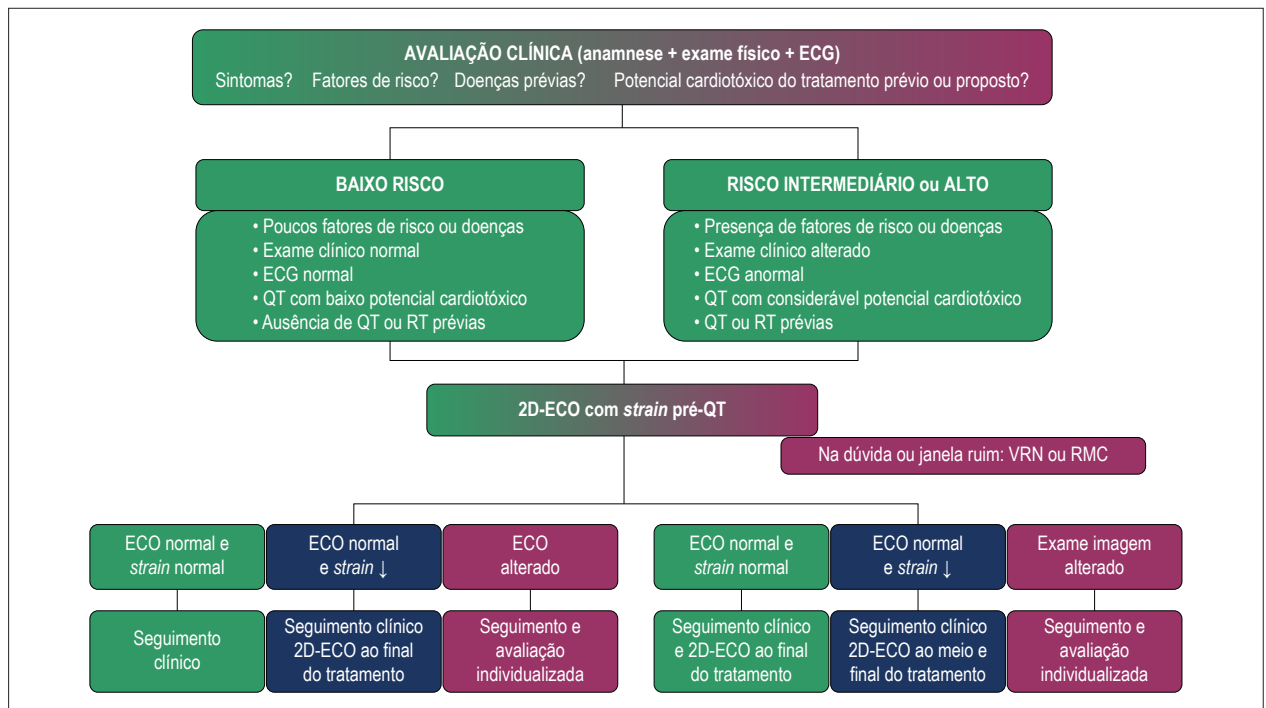 AVALIAÇÃO CLÍNICA (anamnese + exame físico + ECG)
Sintomas? Fatores de risco? Doenças prévias? Potencial cardiotóxico do tratamento prévio ou proposto?
BAIXO RISCO
• Poucos fatores de risco ou doenças
• Exame clínico normal
• ECG normal
• QT com baixo potencial cardiotóxico
• Ausência de QT ou RT prévias
RISCO INTERMEDIÁRIO ou ALTO
• Presença de fatores de risco ou doenças
• Exame clínico alterado
• ECG anormal
• QT com considerável potencial cardiotóxico
• QT ou RT prévias
2D-ECO com strain pré-QT
Na dúvida ou janela ruim: VRN ou RMC
ECO normal e
strain normal
ECO normal
e strain ↓
ECO
alterado
ECO normal e
strain normal
ECO normal
e strain ↓
Exame imagem
alterado
Seguimento
clínico
Seguimento clínico
2D-ECO ao final
do tratamento
Seguimento e
avaliação
individualizada
Seguimento clínico
e 2D-ECO ao final
do tratamento
Seguimento clínico
2D-ECO ao meio e
final do tratamento
Seguimento e
avaliação
individualizada